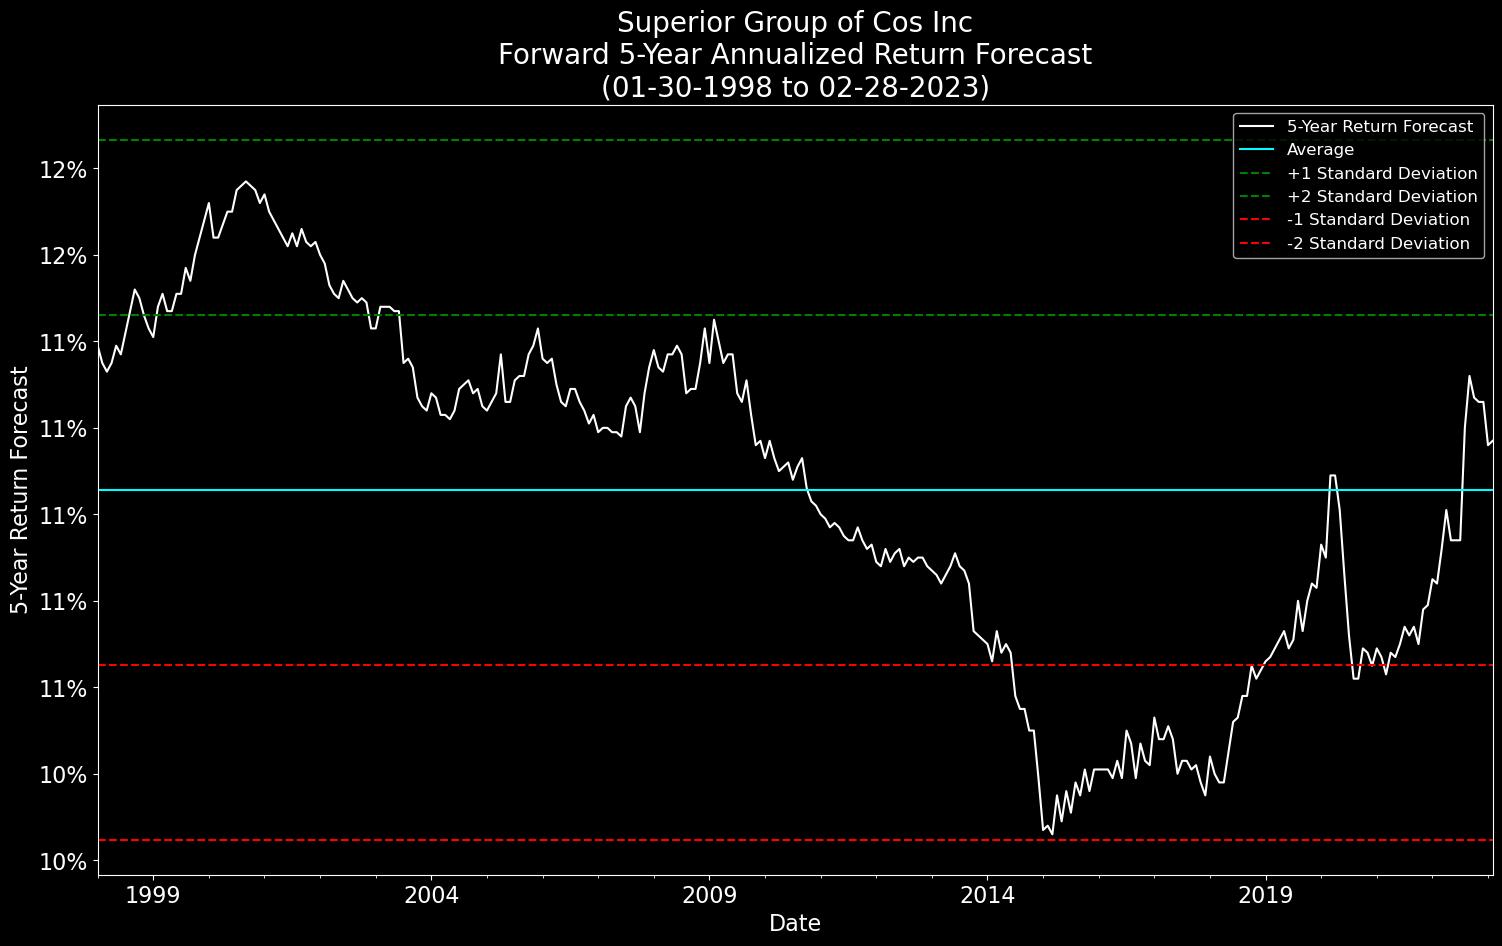 Superior Group of Cos Inc
Forward 5-Year Annualized Return Forecast
(01-30-1998 to 02-28-2023)
5-Year Return Forecast
Average
+1 Standard Deviation
+2 Standard Deviation
-1 Standard Deviation
-2 Standard Deviation
12%
12%
11%
11%
11%
11%
11%
10%
10%
5-Year Return Forecast
1999
2004
2009
2014
2019
Date